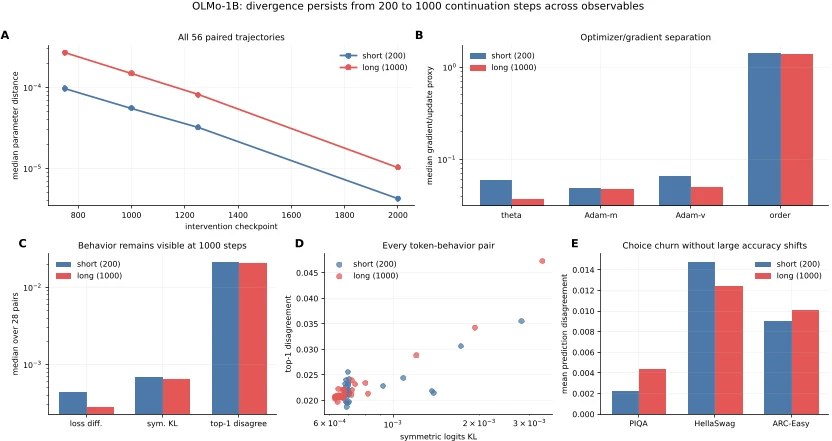 OLMo-1B: divergence persists from 200 to 1000 continuation steps across observables
A
All 56 paired trajectories
short (200)
long (1000)
median parameter distance
10⁻⁴
10⁻⁵
800 1000 1200 1400 1600 1800 2000
intervention checkpoint
B
Optimizer/gradient separation
short (200)
long (1000)
median gradient/update proxy
10⁰
10⁻¹
theta Adam-m Adam-v order
C
Behavior remains visible at 1000 steps
short (200)
long (1000)
median over 28 pairs
10⁻²
10⁻³
loss diff. sym. KL top-1 disagree
D
Every token-behavior pair
short (200)
long (1000)
top-1 disagreement
0.045
0.040
0.035
0.030
0.025
0.020
6 × 10⁻⁴ 10⁻³ 2 × 10⁻³ 3 × 10⁻³
symmetric logits KL
E
Choice churn without large accuracy shifts
short (200)
long (1000)
mean prediction disagreement
0.014
0.012
0.010
0.008
0.006
0.004
0.002
0.000
PIQA HellaSwag ARC-Easy